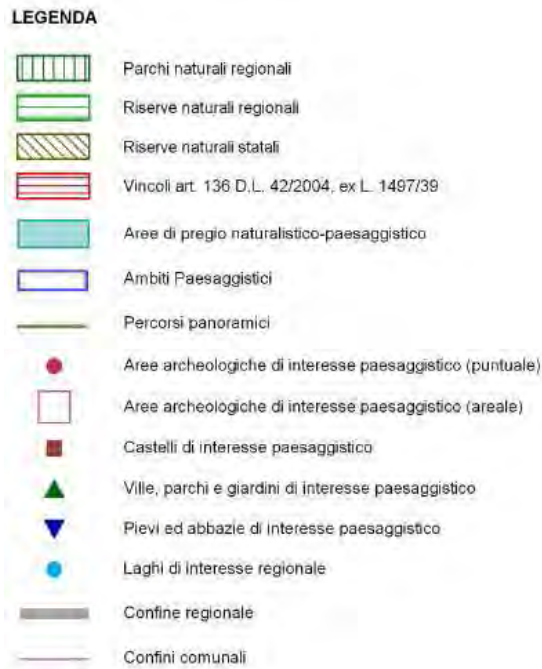 LEGENDA
Parchi naturali regionali
Riserve naturali regionali
Riserve naturali statali
Vincoli art. 136 D.L. 42/2004, ex L. 1497/39
Aree di pregio naturalistico-paesaggistico
Ambiti Paesaggistici
Percorsi panoramici
Aree archeologiche di interesse paesaggistico (puntuale)
Aree archeologiche di interesse paesaggistico (areale)
Castelli di interesse paesaggistico
Ville, parchi e giardini di interesse paesaggistico
Pievi ed abbazie di interesse paesaggistico
Laghi di interesse regionale
Confine regionale
Confini comunali